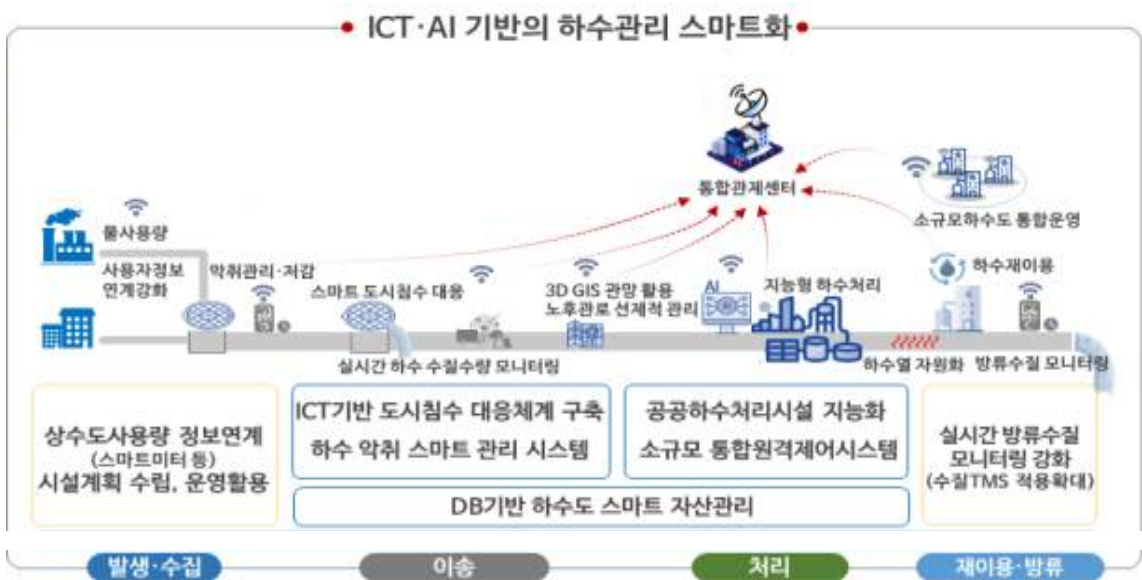 ICT·AI 기반의 하수관리 스마트화
통합관제센터
소규모하수도 통합운영
물사용량
사용자정보
연계강화
악취관리·저감
스마트 도시침수 대응
3D GIS 관망 활용
노후관로 선제적 관리
AI
지능형 하수처리
하수재이용
실시간 하수 수질수량 모니터링
하수열 자원화
방류수질 모니터링
상수도사용량 정보연계
(스마트미터 등)
시설계획 수립, 운영활용
ICT기반 도시침수 대응체계 구축
하수 악취 스마트 관리 시스템
공공하수처리시설 지능화
소규모 통합원격제어시스템
DB기반 하수도 스마트 자산관리
실시간 방류수질
모니터링 강화
(수질TMS 적용확대)
발생·수집
이송
처리
재이용·방류